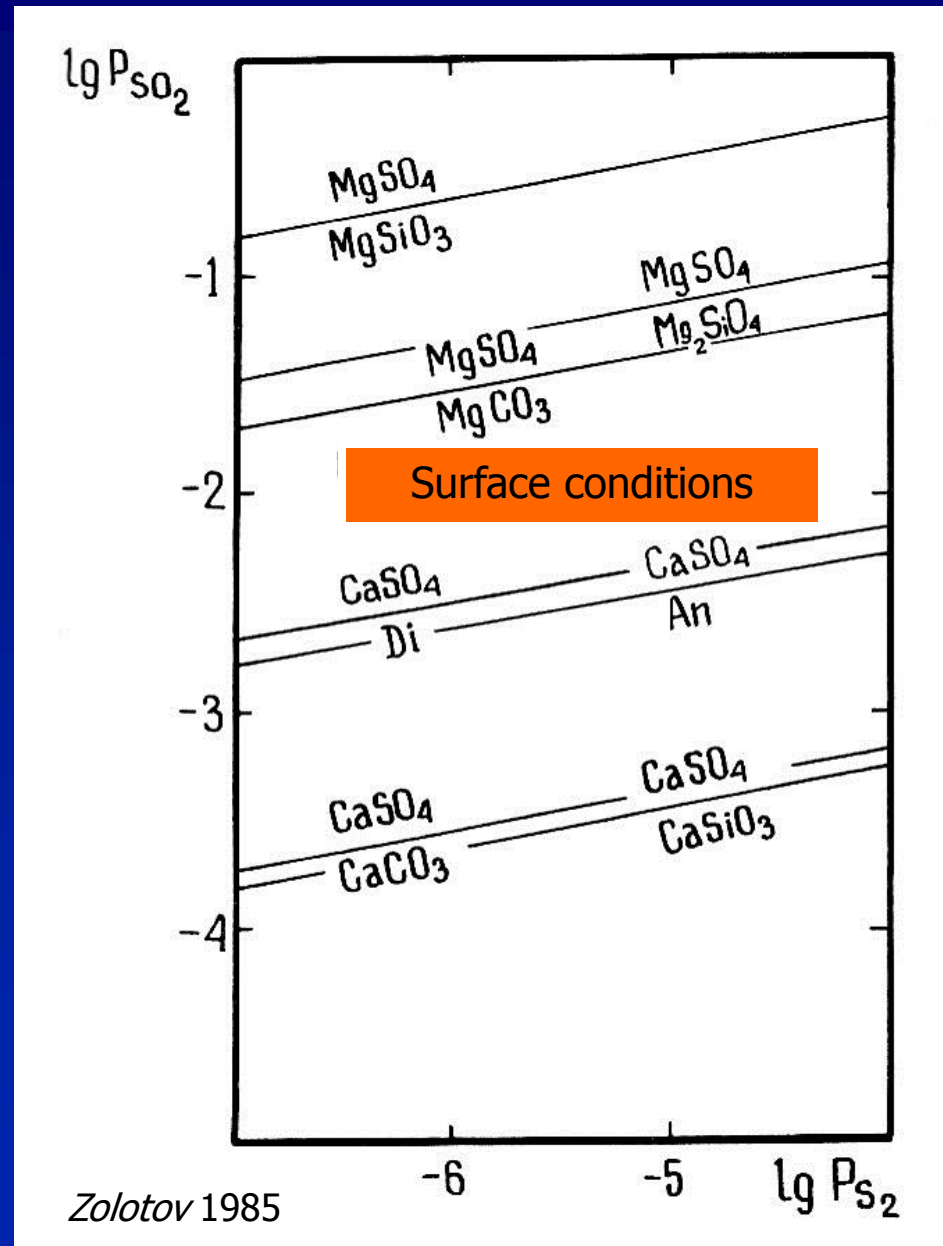 lg P_SO₂
MgSO₄
MgSiO₃
-1
MgSO₄
Mg₂SiO₄
MgSO₄
MgCO₃
-2
Surface conditions
CaSO₄
CaSO₄
Di
An
-3
CaSO₄
CaSO₄
CaCO₃
CaSiO₃
-4
-6
-5
lg P_S₂
Zolotov 1985